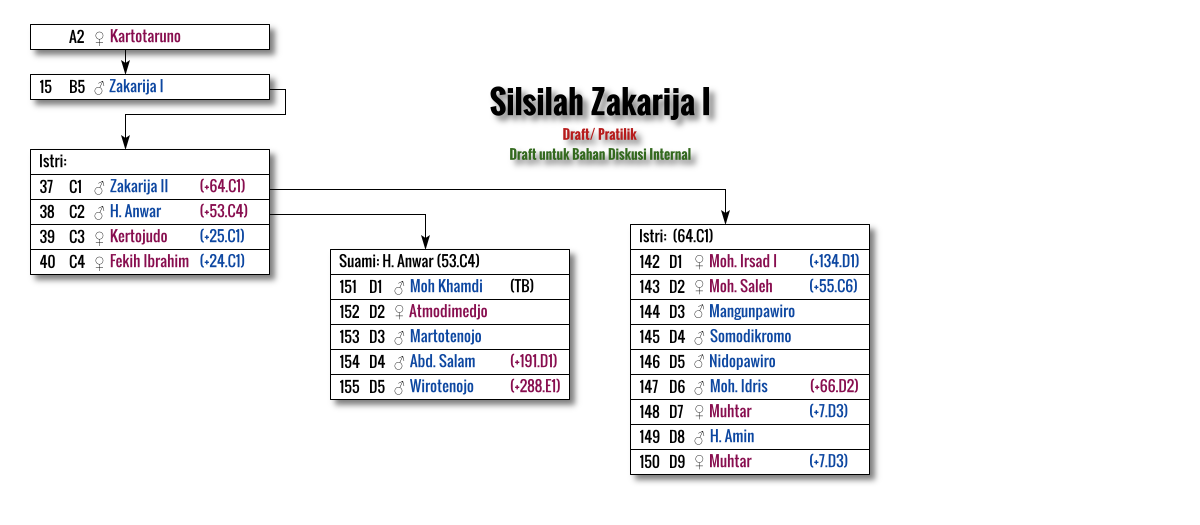 A2 ♀ Kartotaruno
15 B5 ♂ Zakarija I
Silsilah Zakarija I
Draft/ Pratilik
Draft untuk Bahan Diskusi Internal
Istri:
37 C1 ♂ Zakarija II (+64.C1)
38 C2 ♂ H. Anwar (+53.C4)
39 C3 ♀ Kertojudo (+25.C1)
40 C4 ♀ Fekih Ibrahim (+24.C1)
Suami: H. Anwar (53.C4)
151 D1 ♂ Moh Khamdi (TB)
152 D2 ♀ Atmodimedjo
153 D3 ♂ Martotenojo
154 D4 ♂ Abd. Salam (+191.D1)
155 D5 ♂ Wirotenojo (+288.E1)
Istri: (64.C1)
142 D1 ♀ Moh. Irsad I (+134.D1)
143 D2 ♀ Moh. Saleh (+55.C6)
144 D3 ♂ Mangunpawiro
145 D4 ♂ Somodikromo
146 D5 ♂ Nidopawiro
147 D6 ♂ Moh. Idris (+66.D2)
148 D7 ♀ Muhtar (+7.D3)
149 D8 ♂ H. Amin
150 D9 ♀ Muhtar (+7.D3)